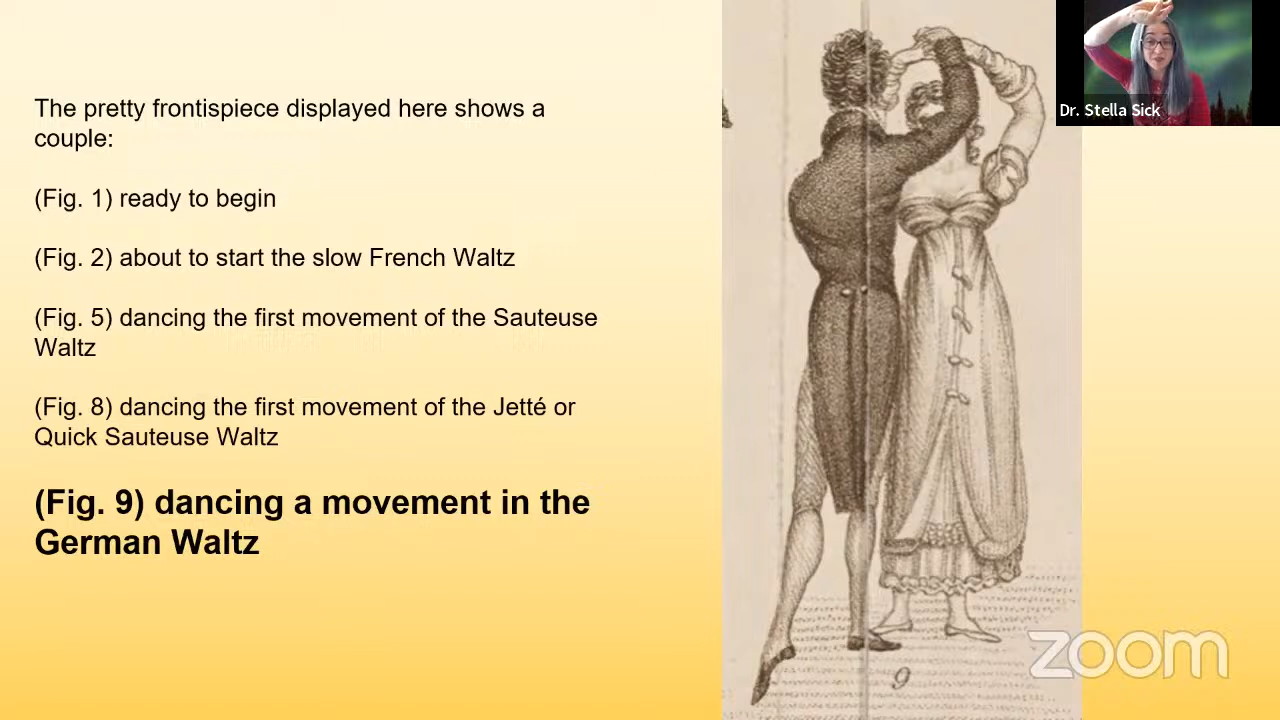 The pretty frontispiece displayed here shows a
couple:
(Fig. 1) ready to begin
(Fig. 2) about to start the slow French Waltz
(Fig. 5) dancing the first movement of the Sauteuse
Waltz
(Fig. 8) dancing the first movement of the Jetté or
Quick Sauteuse Waltz
(Fig. 9) dancing a movement in the
German Waltz
9
Dr. Stella Sick
zoom